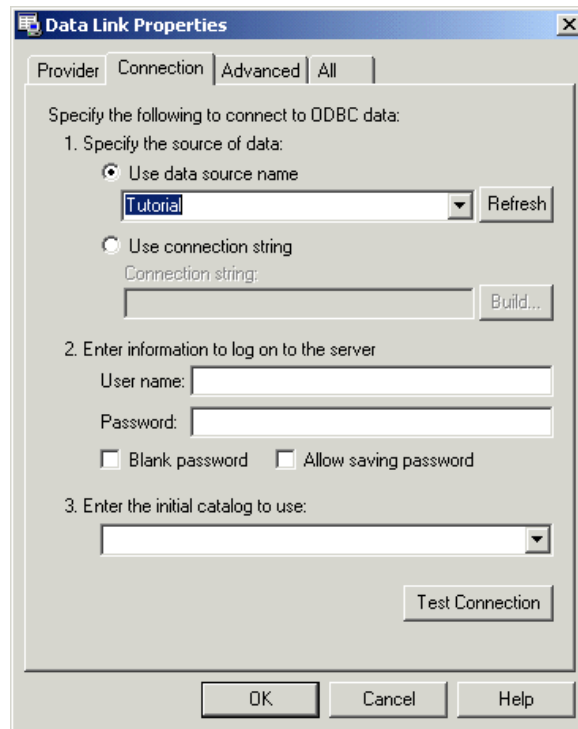 Data Link Properties
Provider Connection Advanced All
Specify the following to connect to ODBC data:
1. Specify the source of data:
Use data source name
Tutorial Refresh
Use connection string
Connection string:
Build...
2. Enter information to log on to the server
User name:
Password:
Blank password Allow saving password
3. Enter the initial catalog to use:
Test Connection
OK Cancel Help